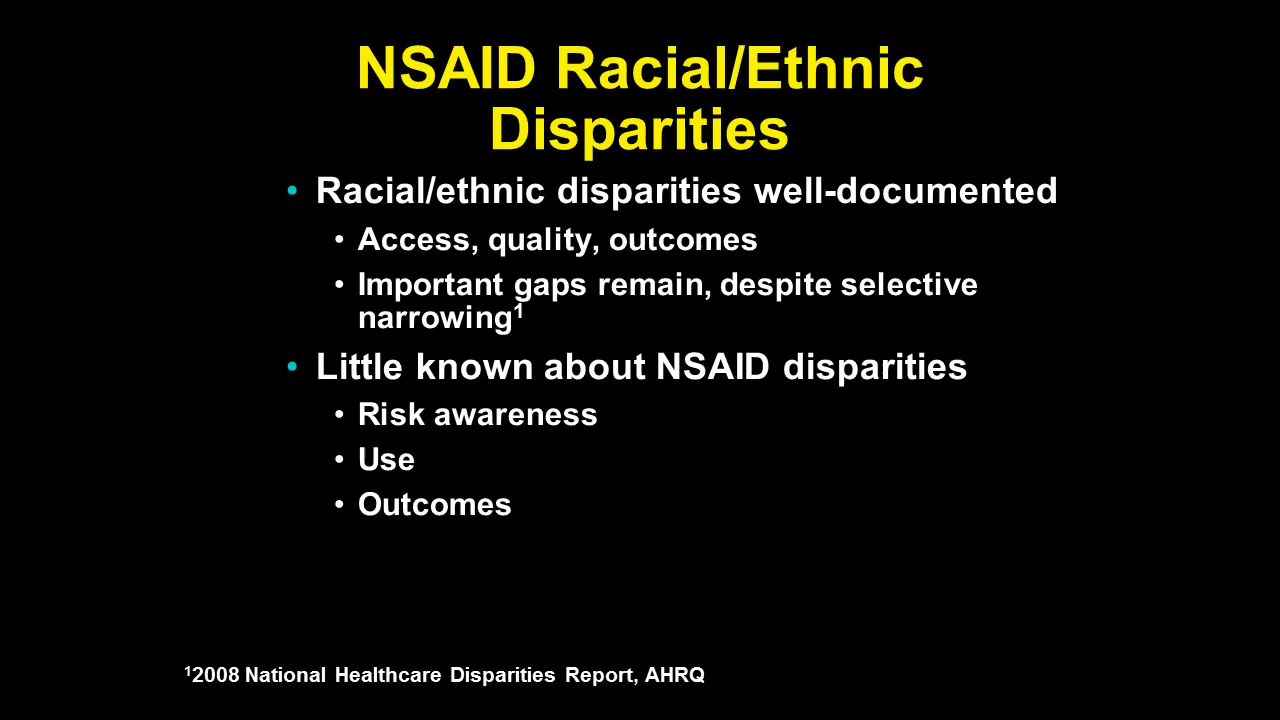 NSAID Racial/Ethnic
Disparities
• Racial/ethnic disparities well-documented
• Access, quality, outcomes
• Important gaps remain, despite selective
narrowing¹
• Little known about NSAID disparities
• Risk awareness
• Use
• Outcomes
¹2008 National Healthcare Disparities Report, AHRQ